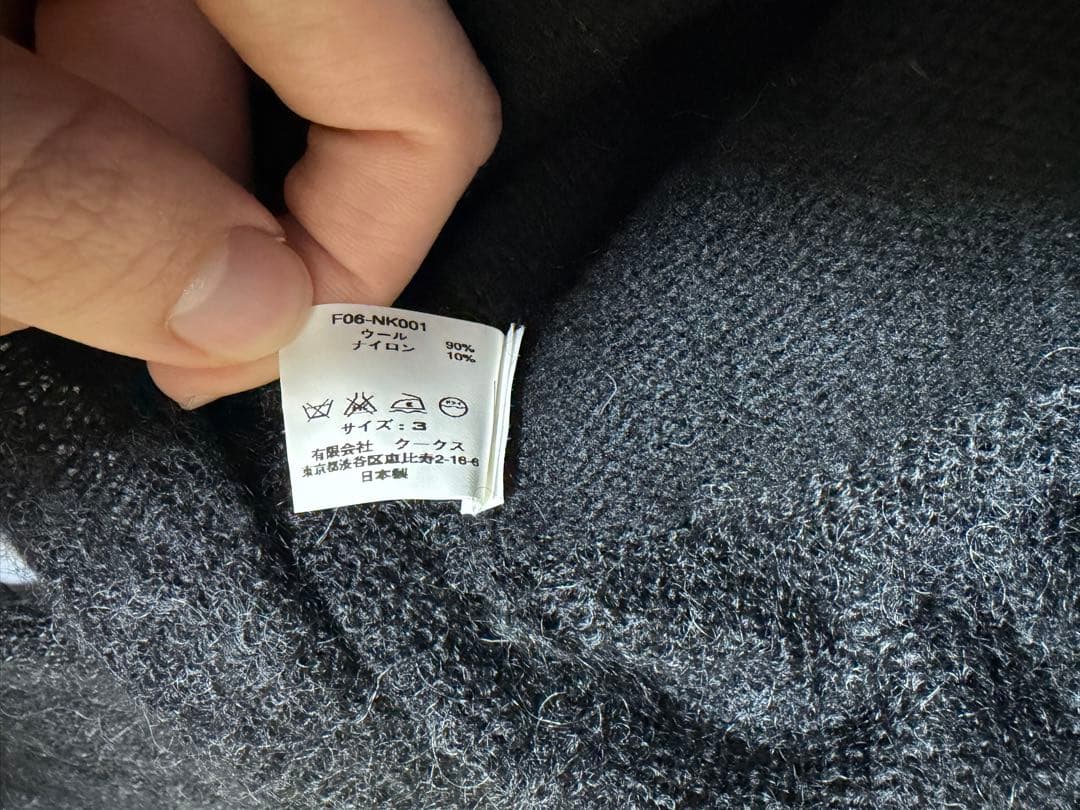 F06-NK001
ウール 90%
ナイロン 10%
サイズ：3
有限会社 クークス
東京都渋谷区恵比寿2-16-6
日本製